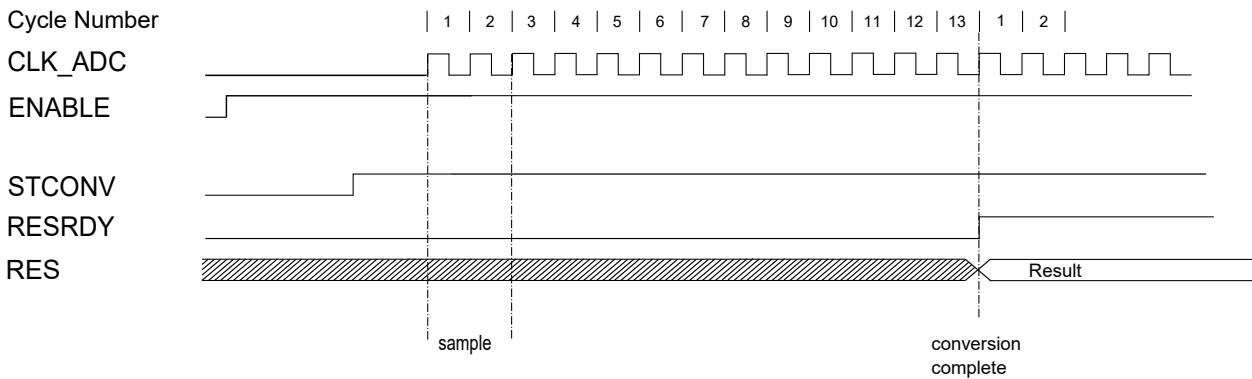 Cycle Number 1 2 3 4 5 6 7 8 9 10 11 12 13 1 2
CLK_ADC
ENABLE
STCONV
RESRDY
RES Result
sample conversion
complete